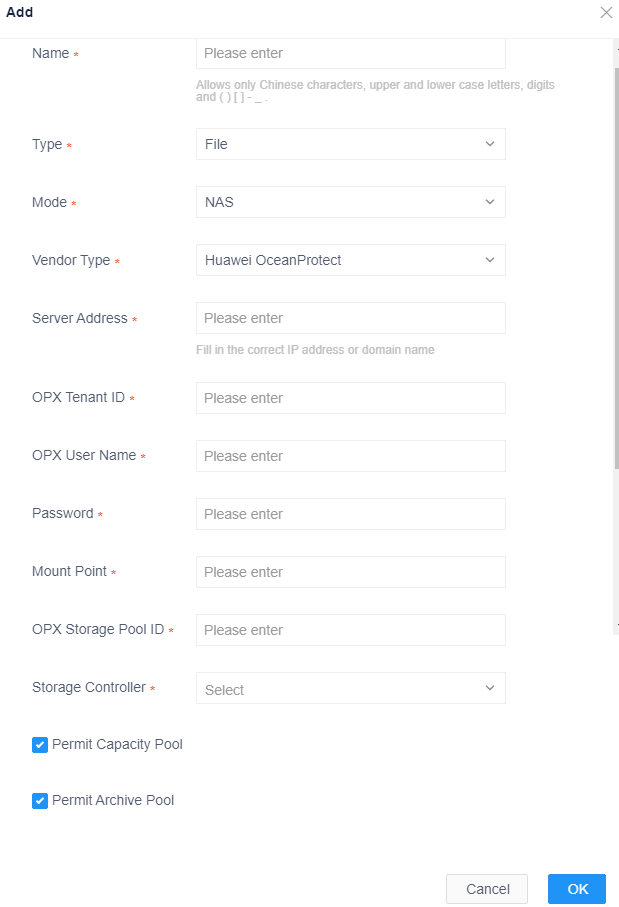 Add
Name *
Please enter
Allows only Chinese characters, upper and lower case letters, digits
and ( ) [ ] - _ .
Type *
File
Mode *
NAS
Vendor Type *
Huawei OceanProtect
Server Address *
Please enter
Fill in the correct IP address or domain name
OPX Tenant ID *
Please enter
OPX User Name *
Please enter
Password *
Please enter
Mount Point *
Please enter
OPX Storage Pool ID *
Please enter
Storage Controller *
Select
Permit Capacity Pool
Permit Archive Pool
Cancel
OK